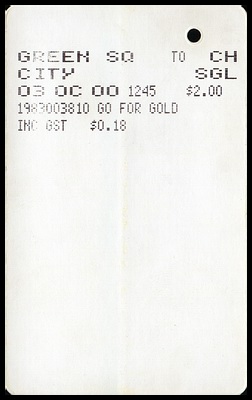 GREEN SQ TO CH
CITY SGL
03 OC 00 1245 $2.00
1983003810 GO FOR GOLD
INC GST $0.18